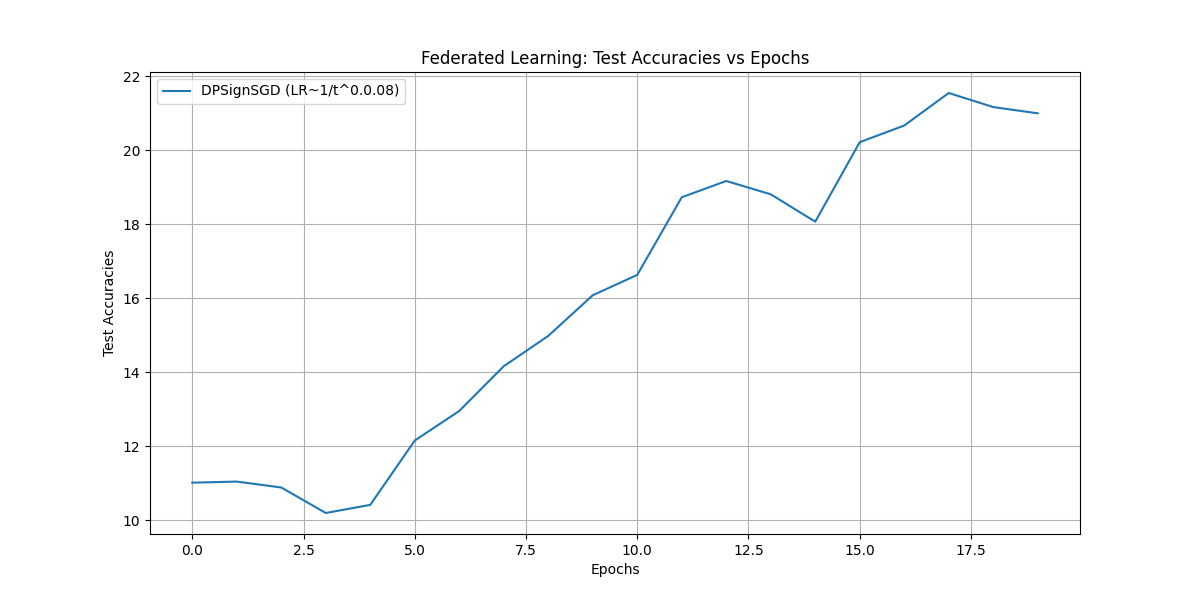 Federated Learning: Test Accuracies vs Epochs
DPSignSGD (LR~1/t^0.0.08)
22
20
18
16
14
12
10
Test Accuracies
0.0 2.5 5.0 7.5 10.0 12.5 15.0 17.5
Epochs